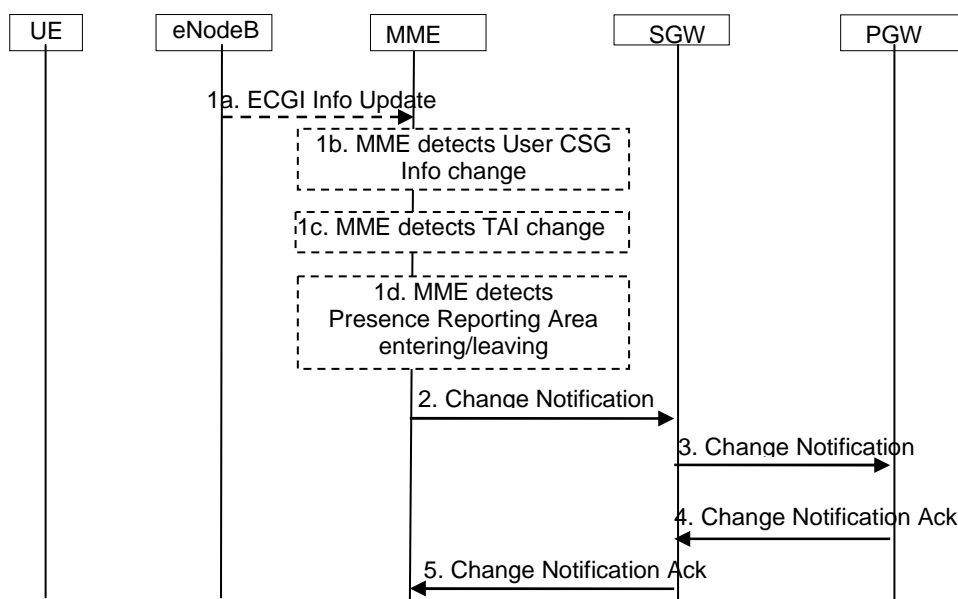 UE
eNodeB
MME
SGW
PGW
1a. ECGI Info Update
1b. MME detects User CSG
Info change
1c. MME detects TAI change
1d. MME detects
Presence Reporting Area
entering/leaving
2. Change Notification
3. Change Notification
4. Change Notification Ack
5. Change Notification Ack